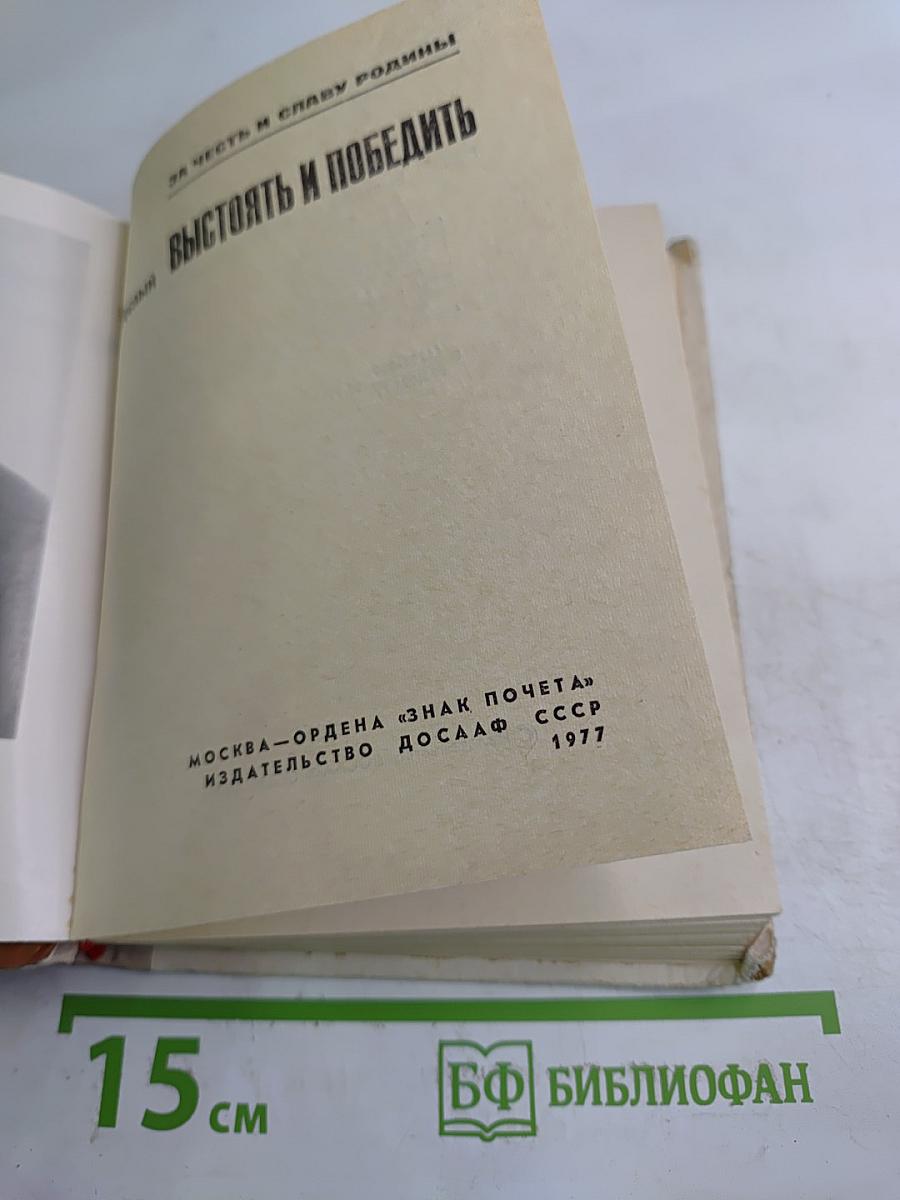 ЗА ЧЕСТЬ И СЛАВУ РОДИНЫ
ВЫСТОЯТЬ И ПОБЕДИТЬ
МОСКВА—ОРДЕНА «ЗНАК ПОЧЕТА»
ИЗДАТЕЛЬСТВО ДОСААФ СССР
1977
15 см
БФ БИБЛИОФАН